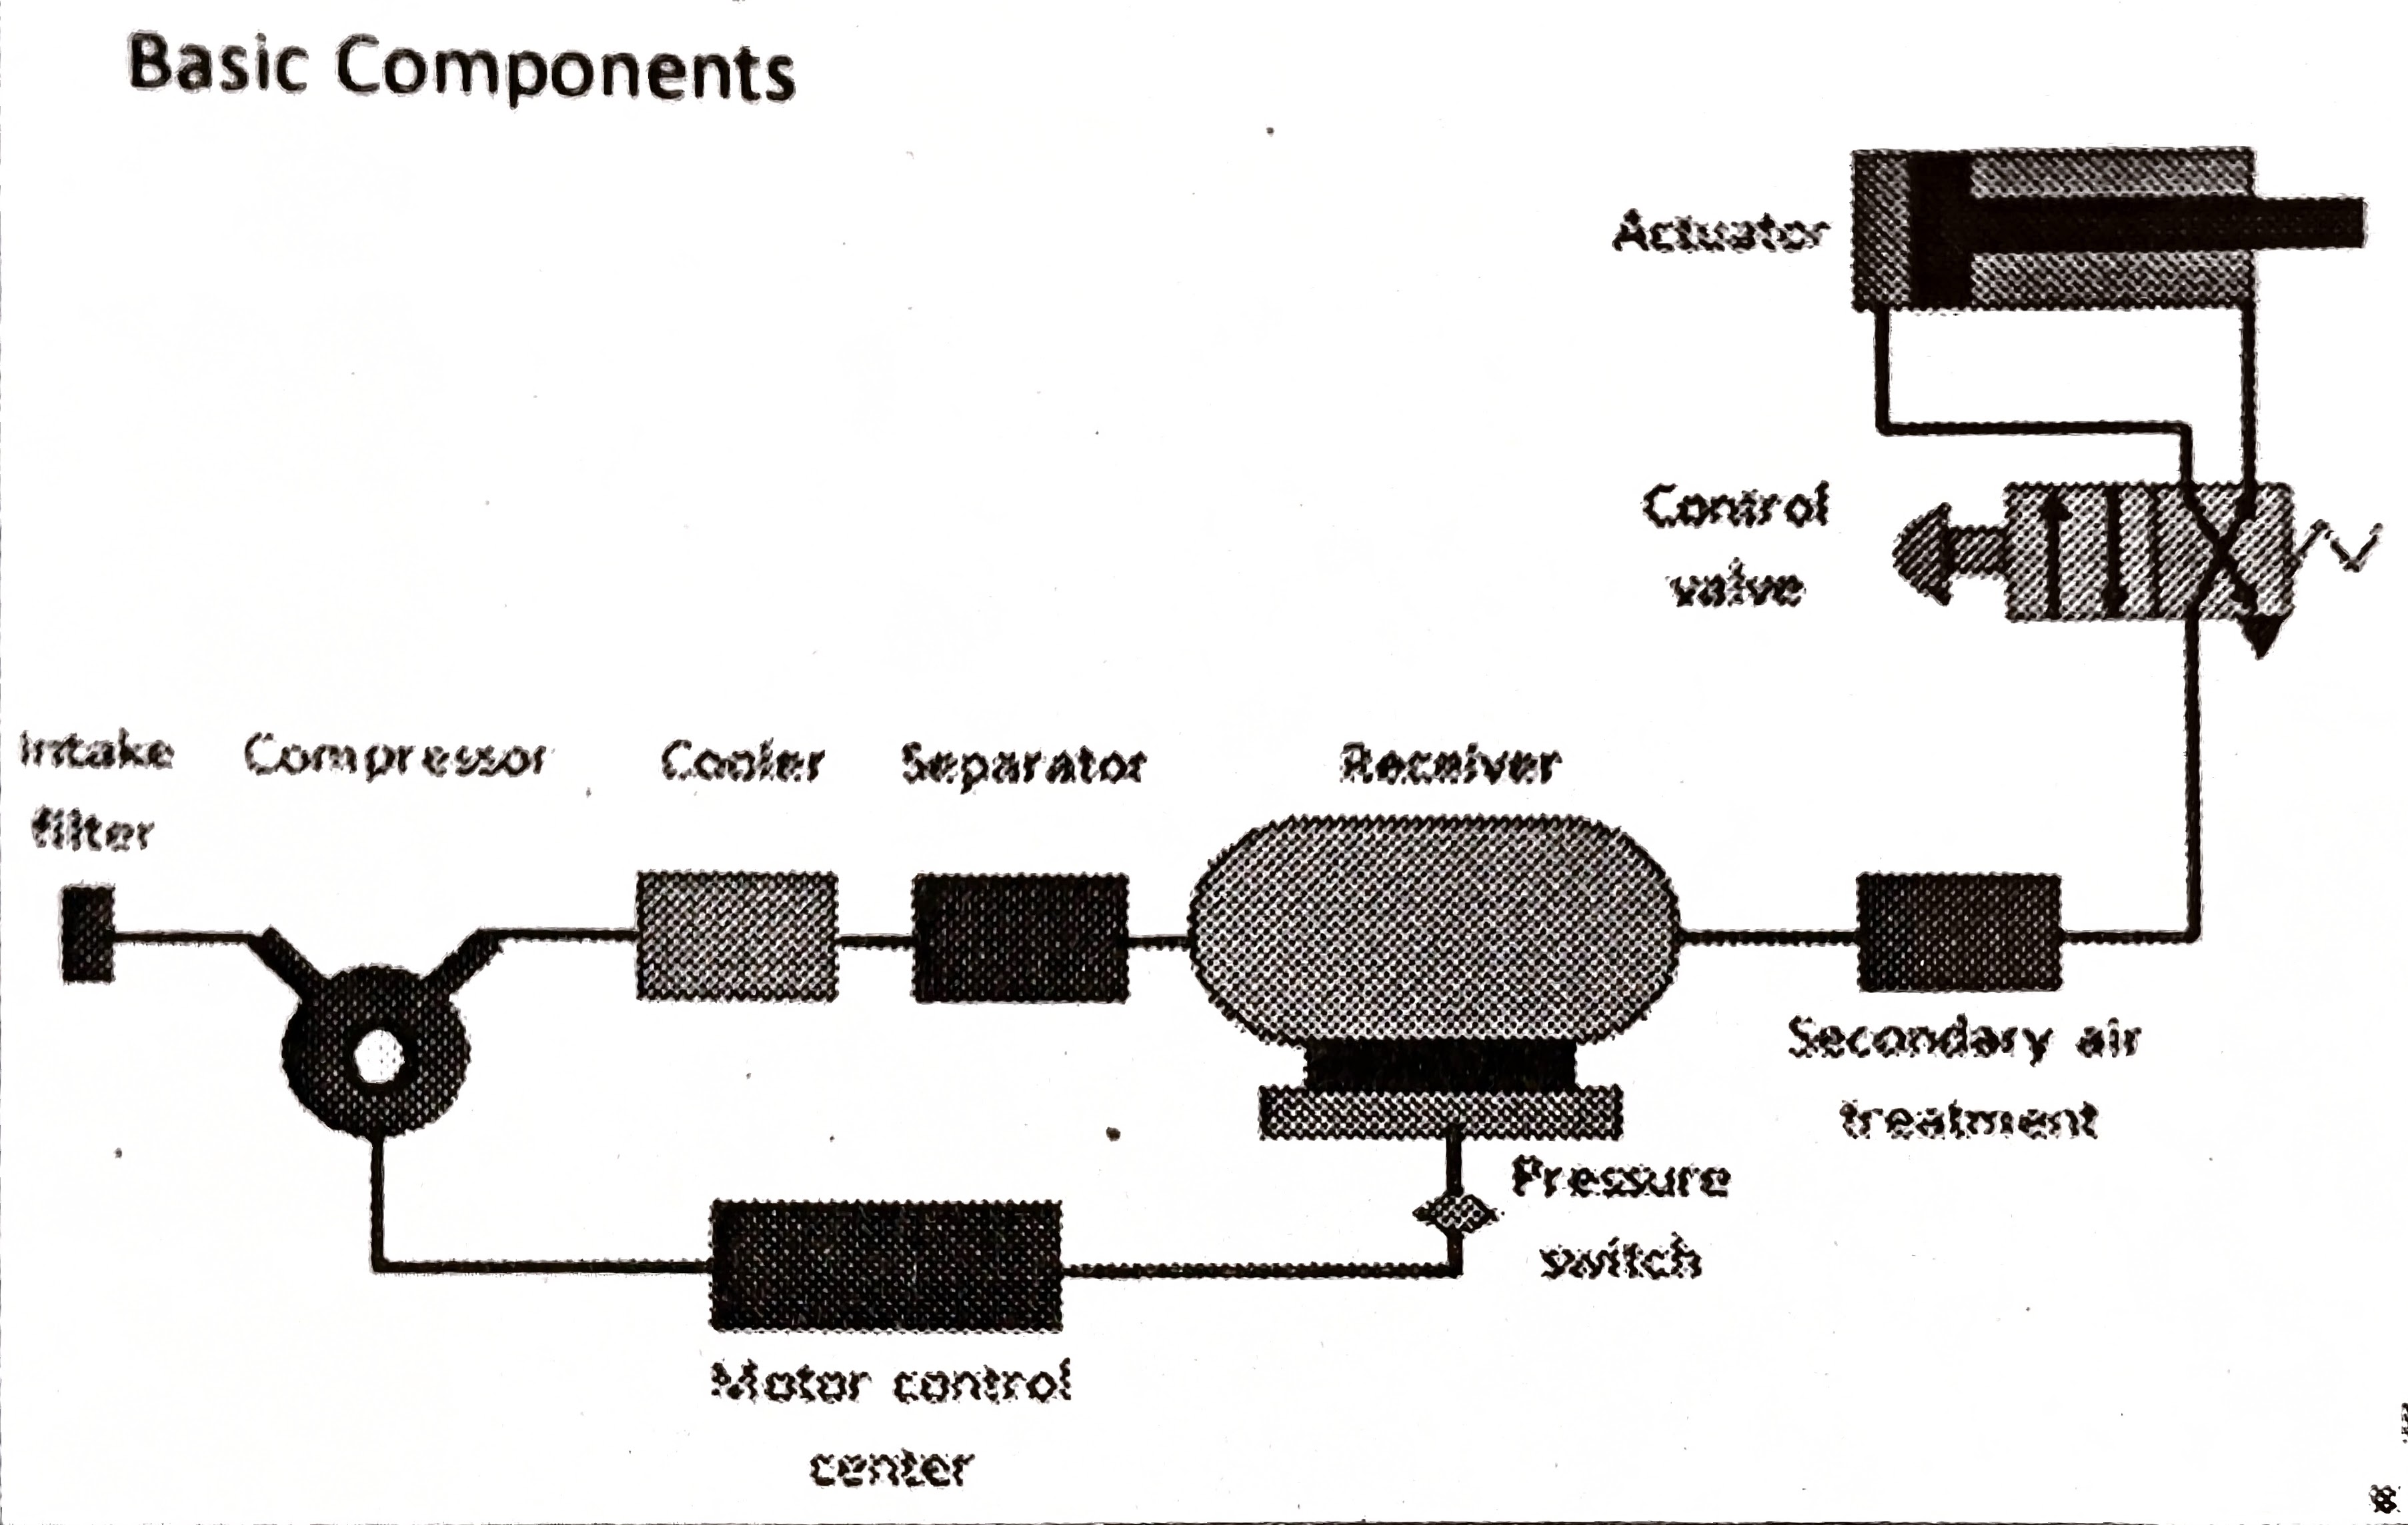 Basic Components
Actuator
Control
valve
Intake
filter
Compressor
Cooler
Separator
Receiver
Secondary air
treatment
Pressure
switch
Motor control
center
8